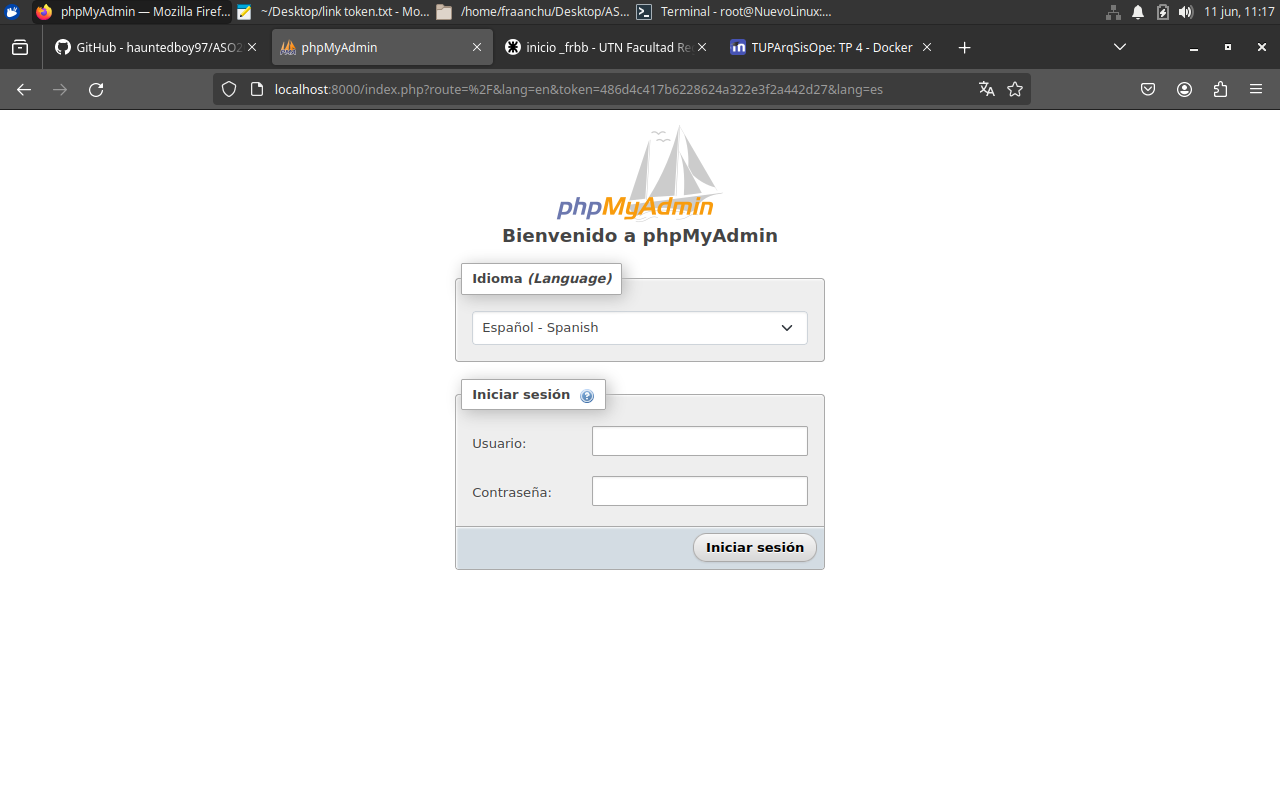 phpMyAdmin — Mozilla Firef... ~/Desktop/link token.txt - Mo... /home/fraanchu/Desktop/AS... Terminal - root@NuevoLinux:... 11 jun, 11:17
GitHub - hauntedboy97/ASO2 phpMyAdmin inicio _frbb - UTN Facultad Re TUPArqSisOpe: TP 4 - Docker
localhost:8000/index.php?route=%2F&lang=en&token=486d4c417b6228624a322e3f2a442d27&lang=es
phpMyAdmin
Bienvenido a phpMyAdmin
Idioma (Language)
Español - Spanish
Iniciar sesión
Usuario:
Contraseña:
Iniciar sesión